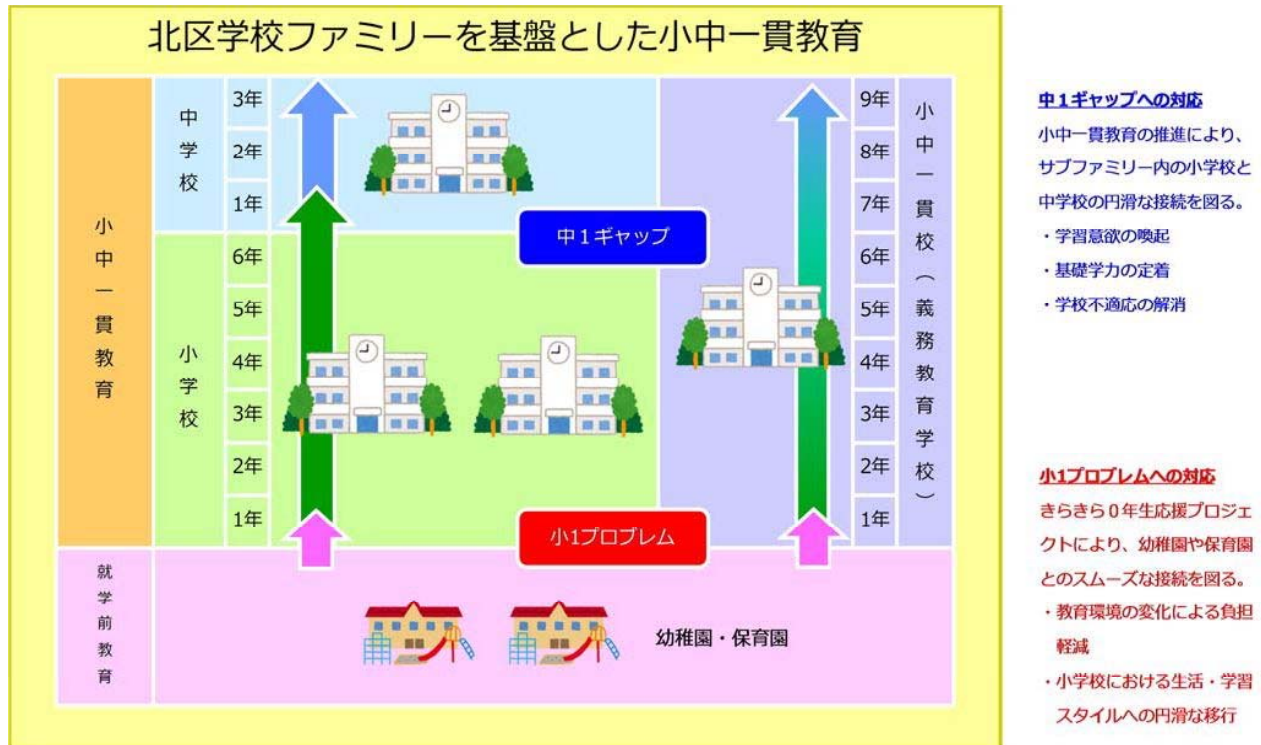 北区学校ファミリーを基盤とした小中一貫教育
小中一貫教育
中学校
3年
2年
1年
小学校
6年
5年
4年
3年
2年
1年
中1ギャップ
小1プロブレム
9年
8年
7年
6年
5年
4年
3年
2年
1年
小中一貫校(義務教育学校)
就学前教育
幼稚園・保育園
中1ギャップへの対応
小中一貫教育の推進により、
サブファミリー内の小学校と
中学校の円滑な接続を図る。
・学習意欲の喚起
・基礎学力の定着
・学校不適応の解消
小1プロブレムへの対応
きらきら0年生応援プロジェ
クトにより、幼稚園や保育園
とのスムーズな接続を図る。
・教育環境の変化による負担
軽減
・小学校における生活・学習
スタイルへの円滑な移行